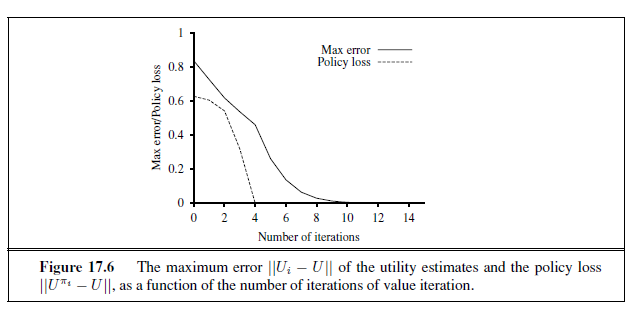 1
0.8
0.6
0.4
0.2
0
Max error/Policy loss
Max error
Policy loss
0 2 4 6 8 10 12 14
Number of iterations
Figure 17.6 The maximum error ||Uᵢ − U|| of the utility estimates and the policy loss
||U^πᵢ − U||, as a function of the number of iterations of value iteration.